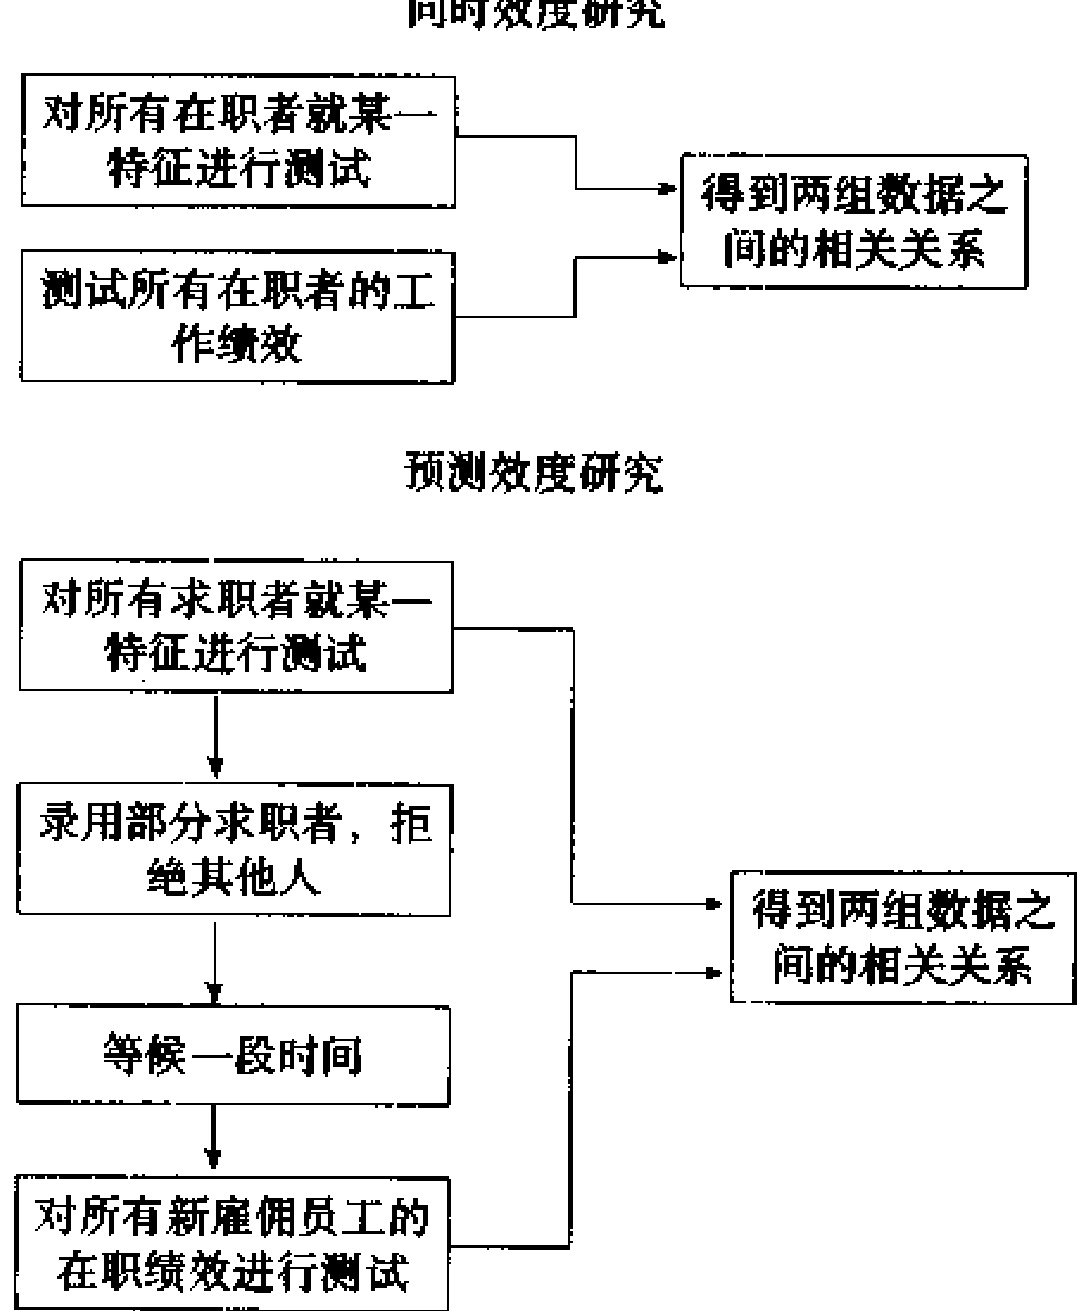 同时效度研究
对所有在职者就某一
特征进行测试
得到两组数据之
间的相关关系
测试所有在职者的工
作绩效
预测效度研究
对所有求职者就某一
特征进行测试
录用部分求职者，拒
绝其他人
得到两组数据之
间的相关关系
等候一段时间
对所有新雇佣员工的
在职绩效进行测试